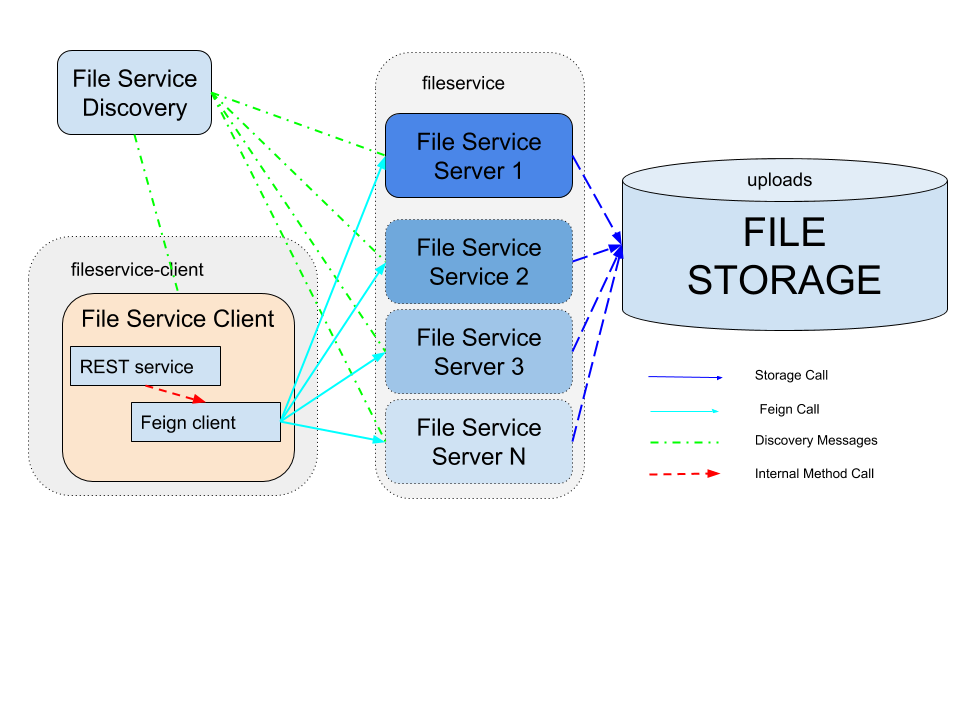 File Service
Discovery
fileservice
File Service
Server 1
File Service
Service 2
File Service
Server 3
File Service
Server N
uploads
FILE
STORAGE
fileservice-client
File Service Client
REST service
Feign client
Storage Call
Feign Call
Discovery Messages
Internal Method Call